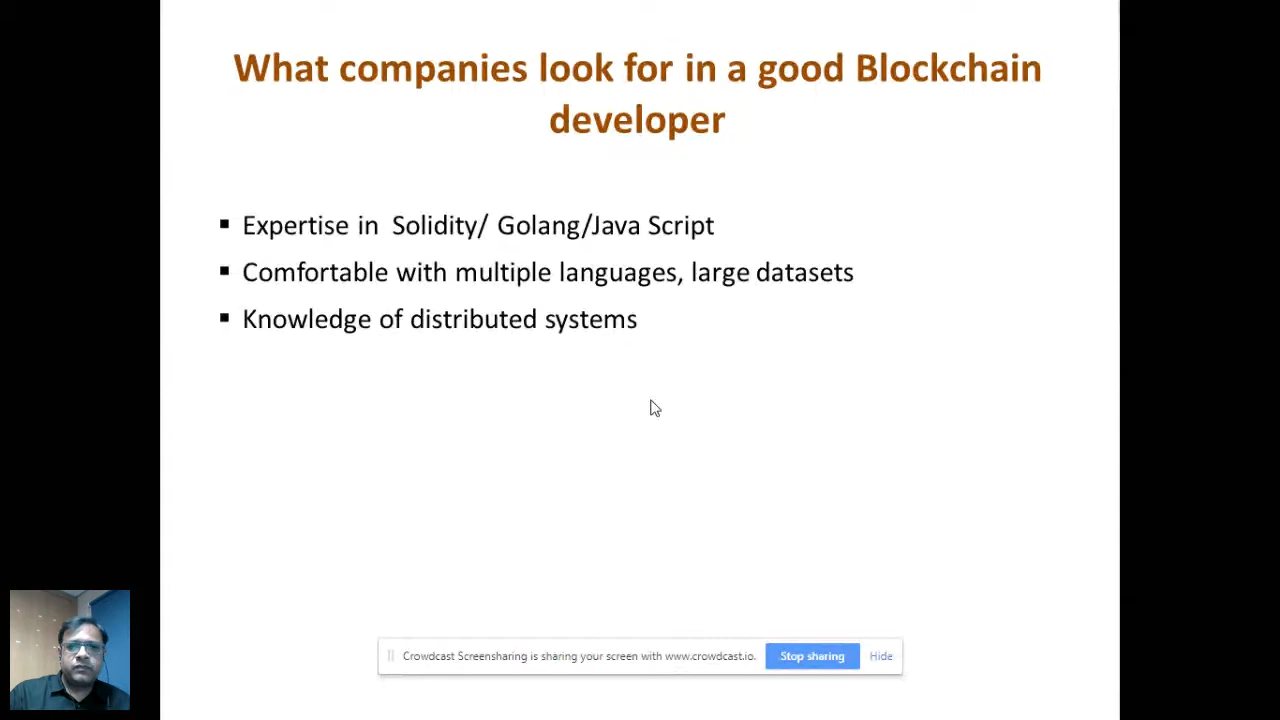 What companies look for in a good Blockchain
developer
▪ Expertise in Solidity/ Golang/Java Script
▪ Comfortable with multiple languages, large datasets
▪ Knowledge of distributed systems
Crowdcast Screensharing is sharing your screen with www.crowdcast.io. Stop sharing Hide